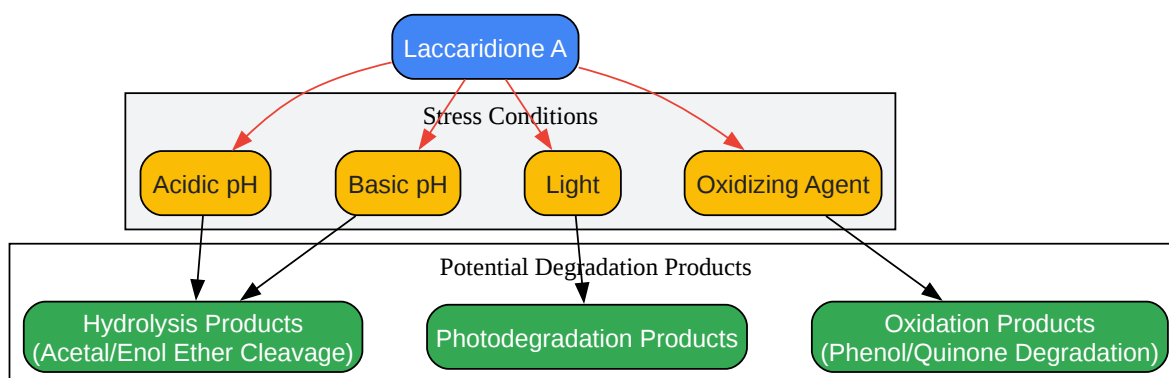 Laccaridione A
Stress Conditions
Acidic pH
Basic pH
Light
Oxidizing Agent
Potential Degradation Products
Hydrolysis Products
(Acetal/Enol Ether Cleavage)
Photodegradation Products
Oxidation Products
(Phenol/Quinone Degradation)